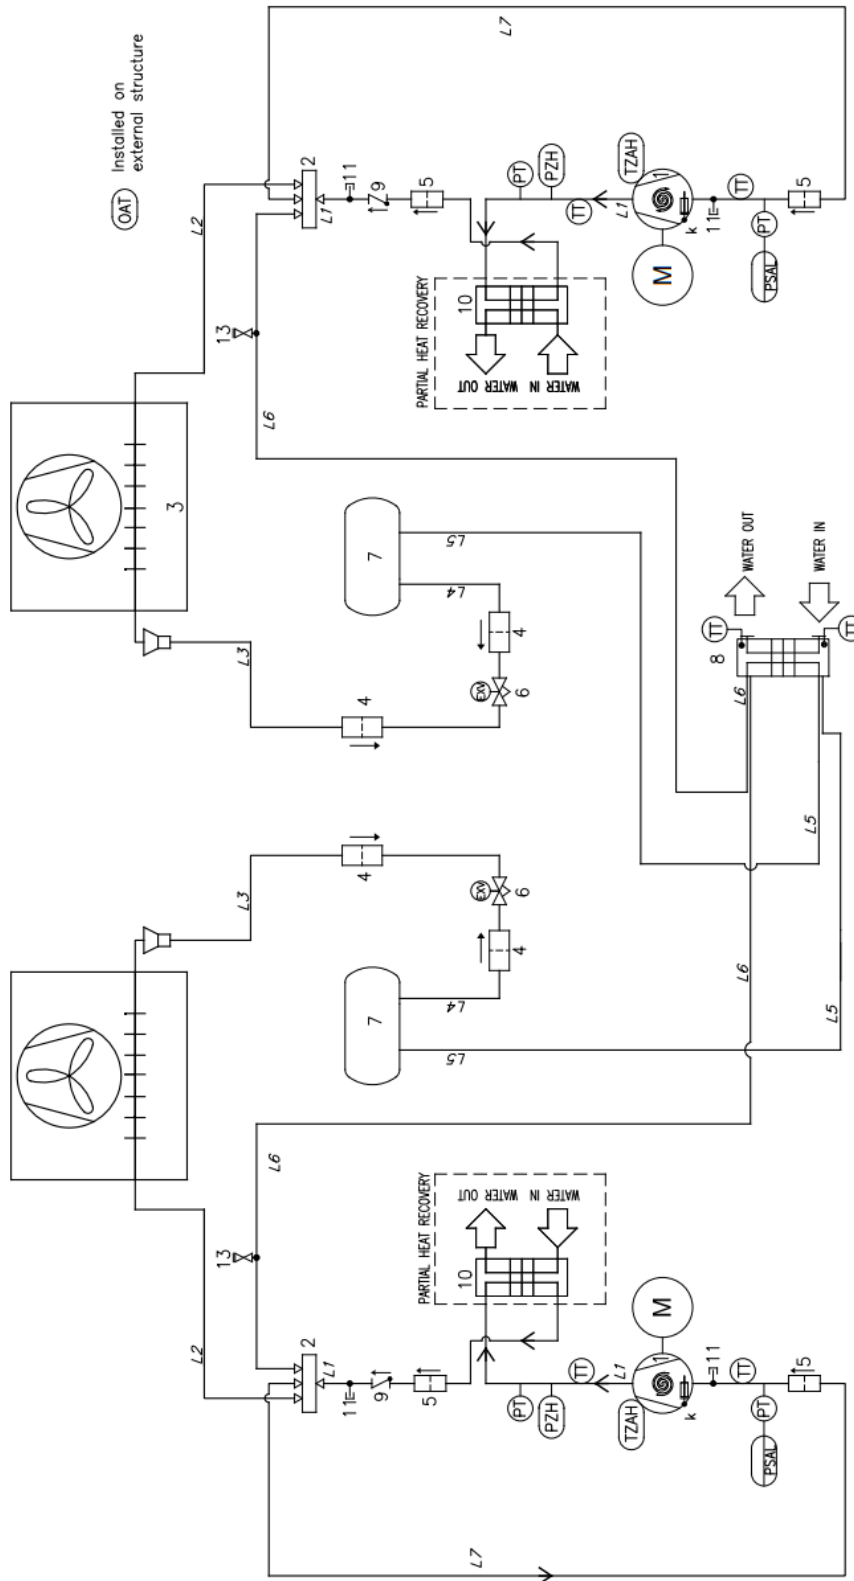 OAT
Installed on
external structure
3
L2
L2
13
13
L3
L3
L6
L6
2
2
L1
L1
11
11
4
4
7
7
9
9
5
PARTIAL HEAT RECOVERY
PARTIAL HEAT RECOVERY
5
L5
L4
L4
L5
10
10
L7
EXV
EXV
WATER OUT
WATER IN
WATER IN
WATER OUT
L7
PT
4
6
6
4
PT
PZH
PZH
TT
TT
L1
TZAH
L1
TZAH
1
M
M
1
k
k
11
11
8
TT
TT
TT
TT
L6
L6
WATER OUT
PT
PSAL
PT
PSAL
5
5
L5
WATER IN
L5
TT